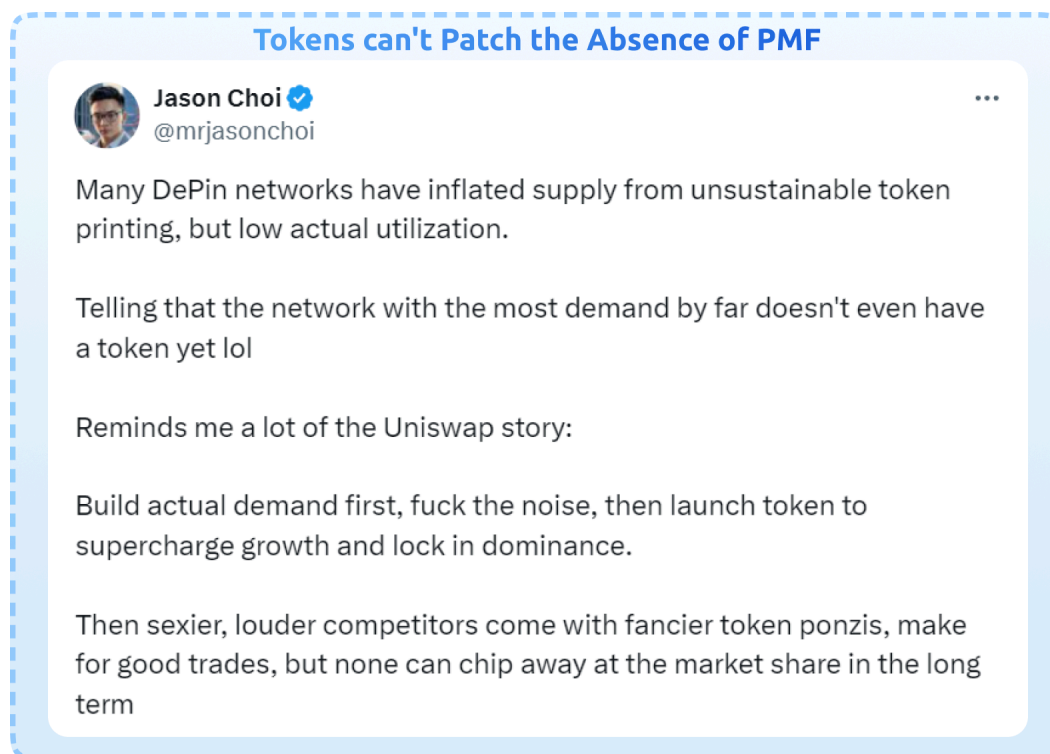 Tokens can't Patch the Absence of PMF
Jason Choi
@mrjasonchoi
Many DePin networks have inflated supply from unsustainable token
printing, but low actual utilization.
Telling that the network with the most demand by far doesn't even have
a token yet lol
Reminds me a lot of the Uniswap story:
Build actual demand first, fuck the noise, then launch token to
supercharge growth and lock in dominance.
Then sexier, louder competitors come with fancier token ponzis, make
for good trades, but none can chip away at the market share in the long
term